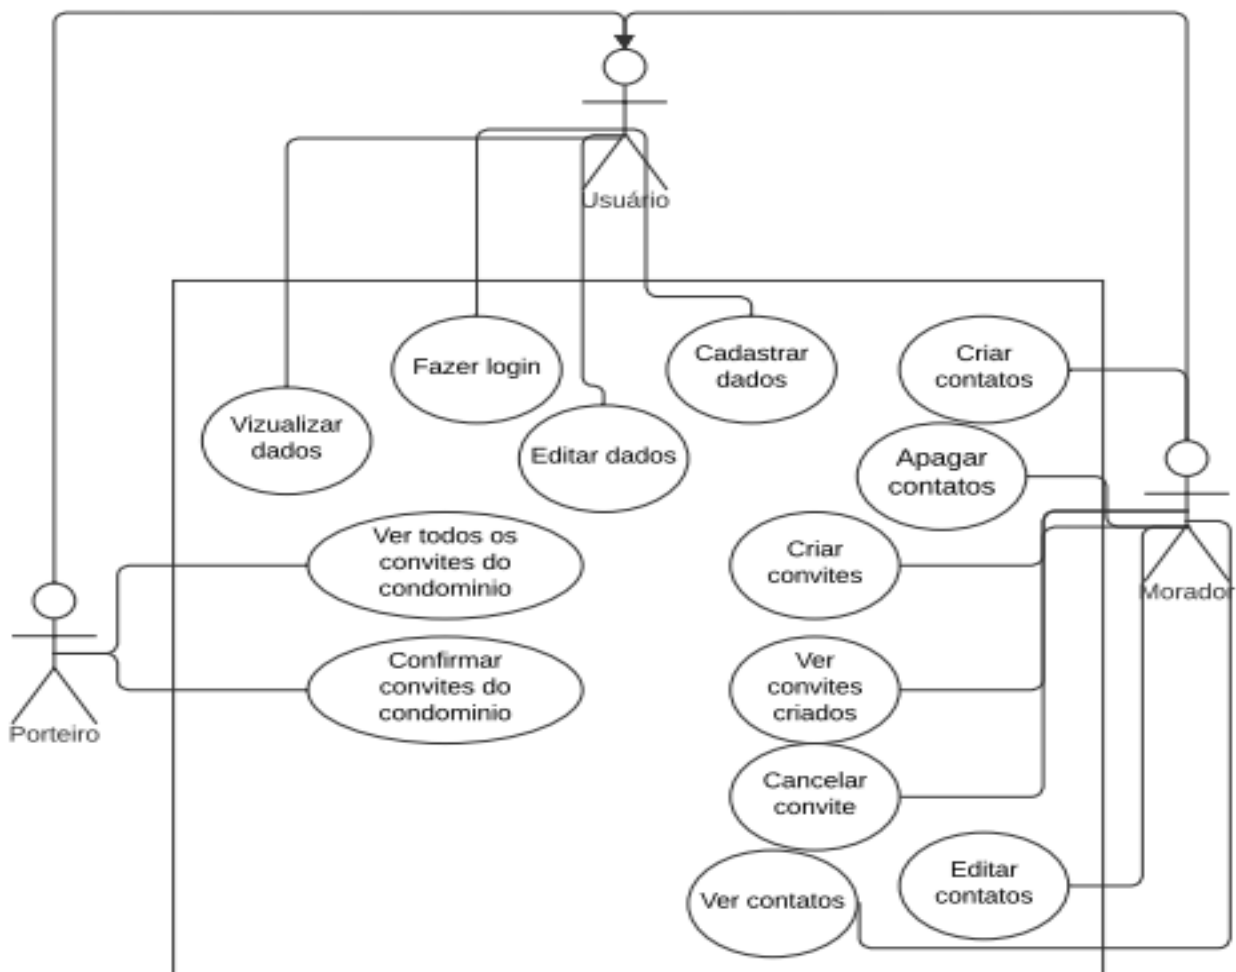 Usuário
Fazer login
Cadastrar
dados
Criar
contatos
Vizualizar
dados
Editar dados
Apagar
contatos
Ver todos os
convites do
condominio
Criar
convites
Morador
Confirmar
convites do
condominio
Ver
convites
criados
Porteiro
Cancelar
convite
Editar
contatos
Ver contatos